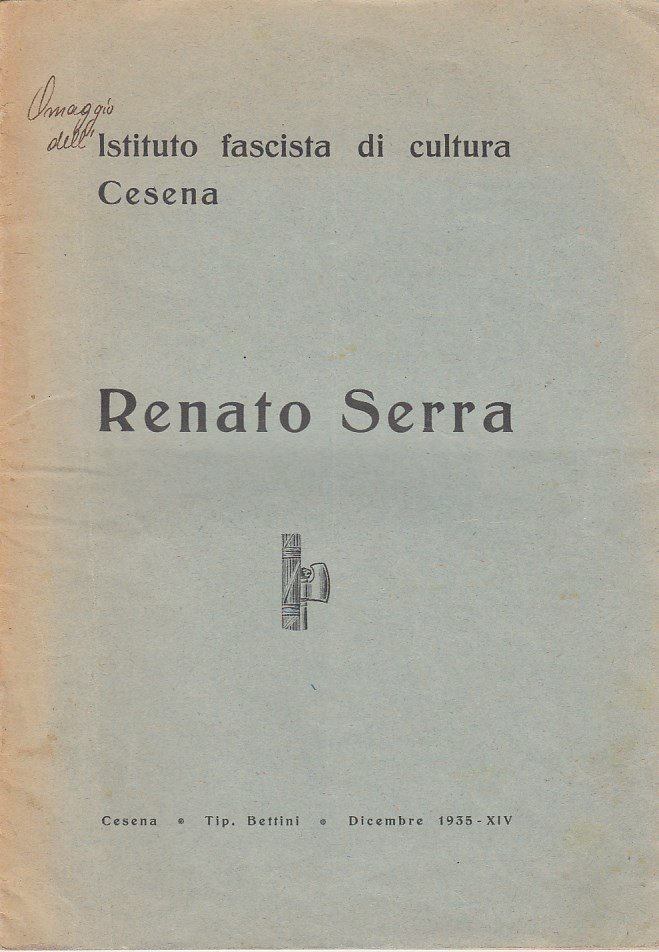 Omaggio
dell'
Istituto fascista di cultura
Cesena
Renato Serra
Cesena • Tip. Bettini • Dicembre 1935-XIV